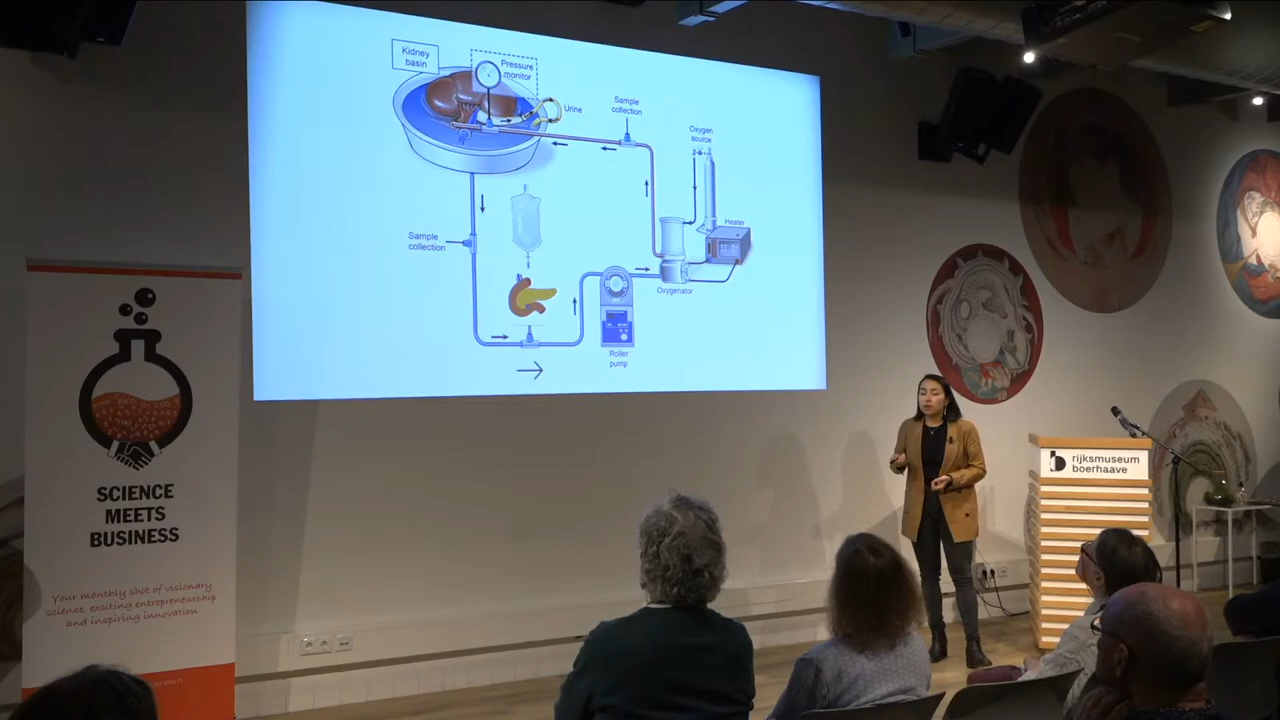 Kidney
basin
Pressure
monitor
Urine
Sample
collection
Oxygen
source
Heater
Sample
collection
Oxygenator
Roller
pump
SCIENCE
MEETS
BUSINESS
Your monthly shot of visionary
science, exciting entrepreneurship
and inspiring innovation
rijksmuseum
boerhaave